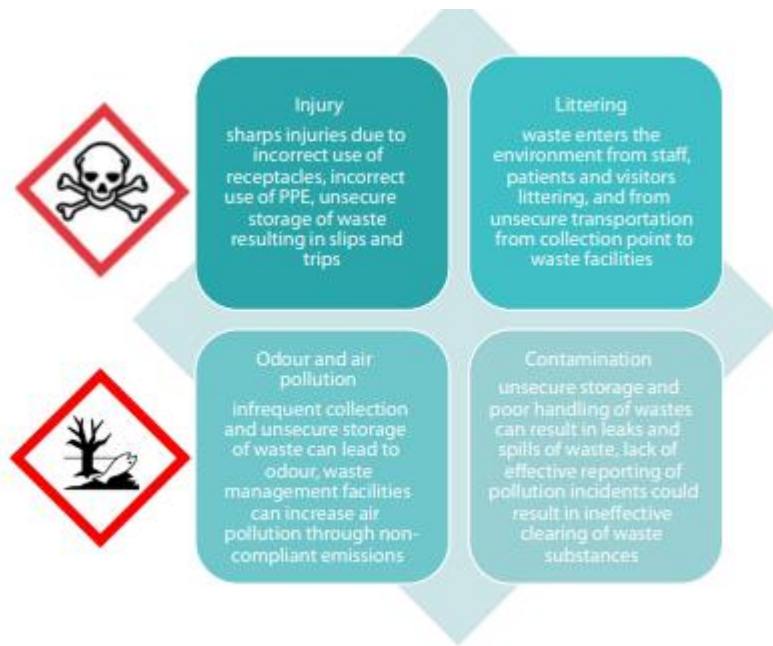 Injury
sharps injuries due to
incorrect use of
receptacles, incorrect
use of PPE, unsecure
storage of waste
resulting in slips and
trips
Littering
waste enters the
environment from staff,
patients and visitors
littering, and from
unsecure transportation
from collection point to
waste facilities
Odour and air
pollution
infrequent collection
and unsecure storage
of waste can lead to
odour, waste
management facilities
can increase air
pollution through non-
compliant emissions
Contamination
unsecure storage and
poor handling of wastes
can result in leaks and
spills of waste, lack of
effective reporting of
pollution incidents could
result in ineffective
clearing of waste
substances